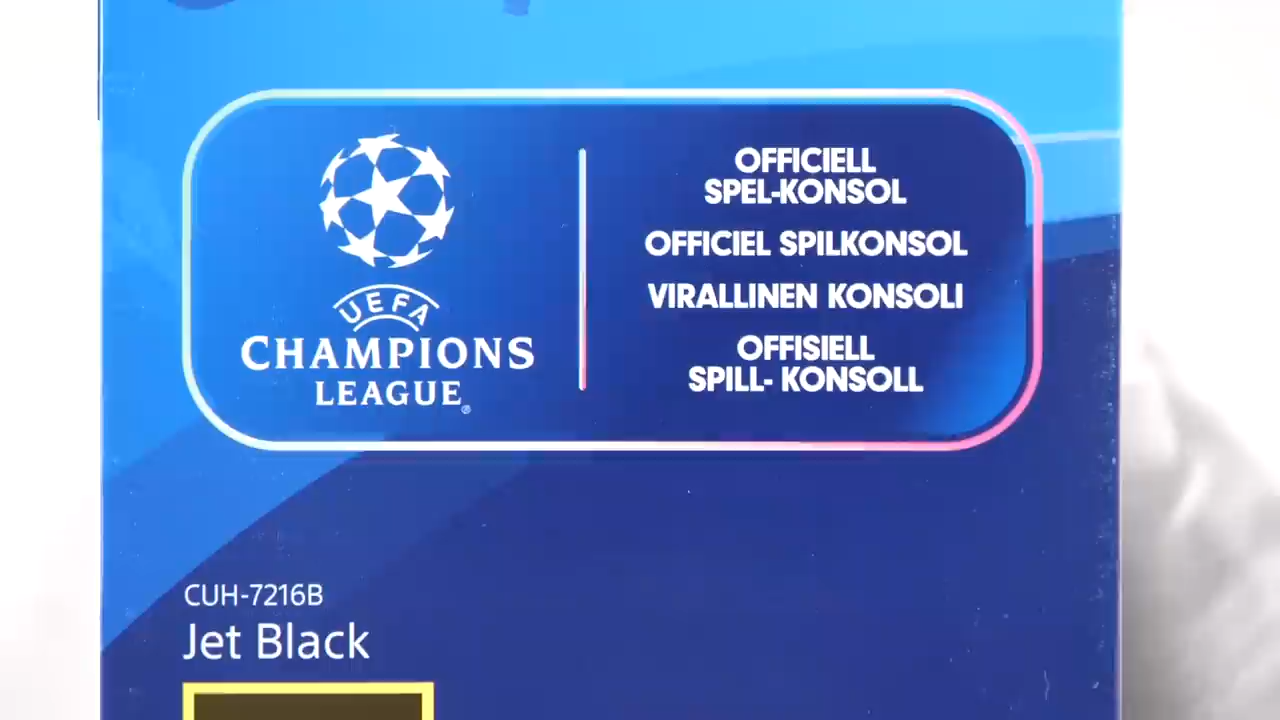 UEFA
CHAMPIONS
LEAGUE®
OFFICIELL
SPEL-KONSOL
OFFICIEL SPILKONSOL
VIRALLINEN KONSOLI
OFFISIELL
SPILL- KONSOLL
CUH-7216B
Jet Black